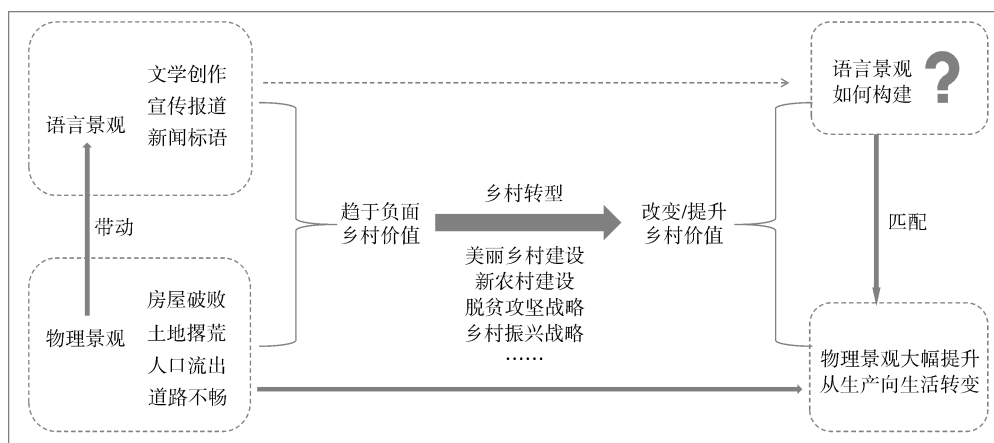 文学创作
宣传报道
新闻标语
语言景观
带动
房屋破败
土地撂荒
人口流出
道路不畅
物理景观
趋于负面
乡村价值
乡村转型
美丽乡村建设
新农村建设
脱贫攻坚战略
乡村振兴战略
……
改变/提升
乡村价值
语言景观
如何构建
?
匹配
物理景观大幅提升
从生产向生活转变